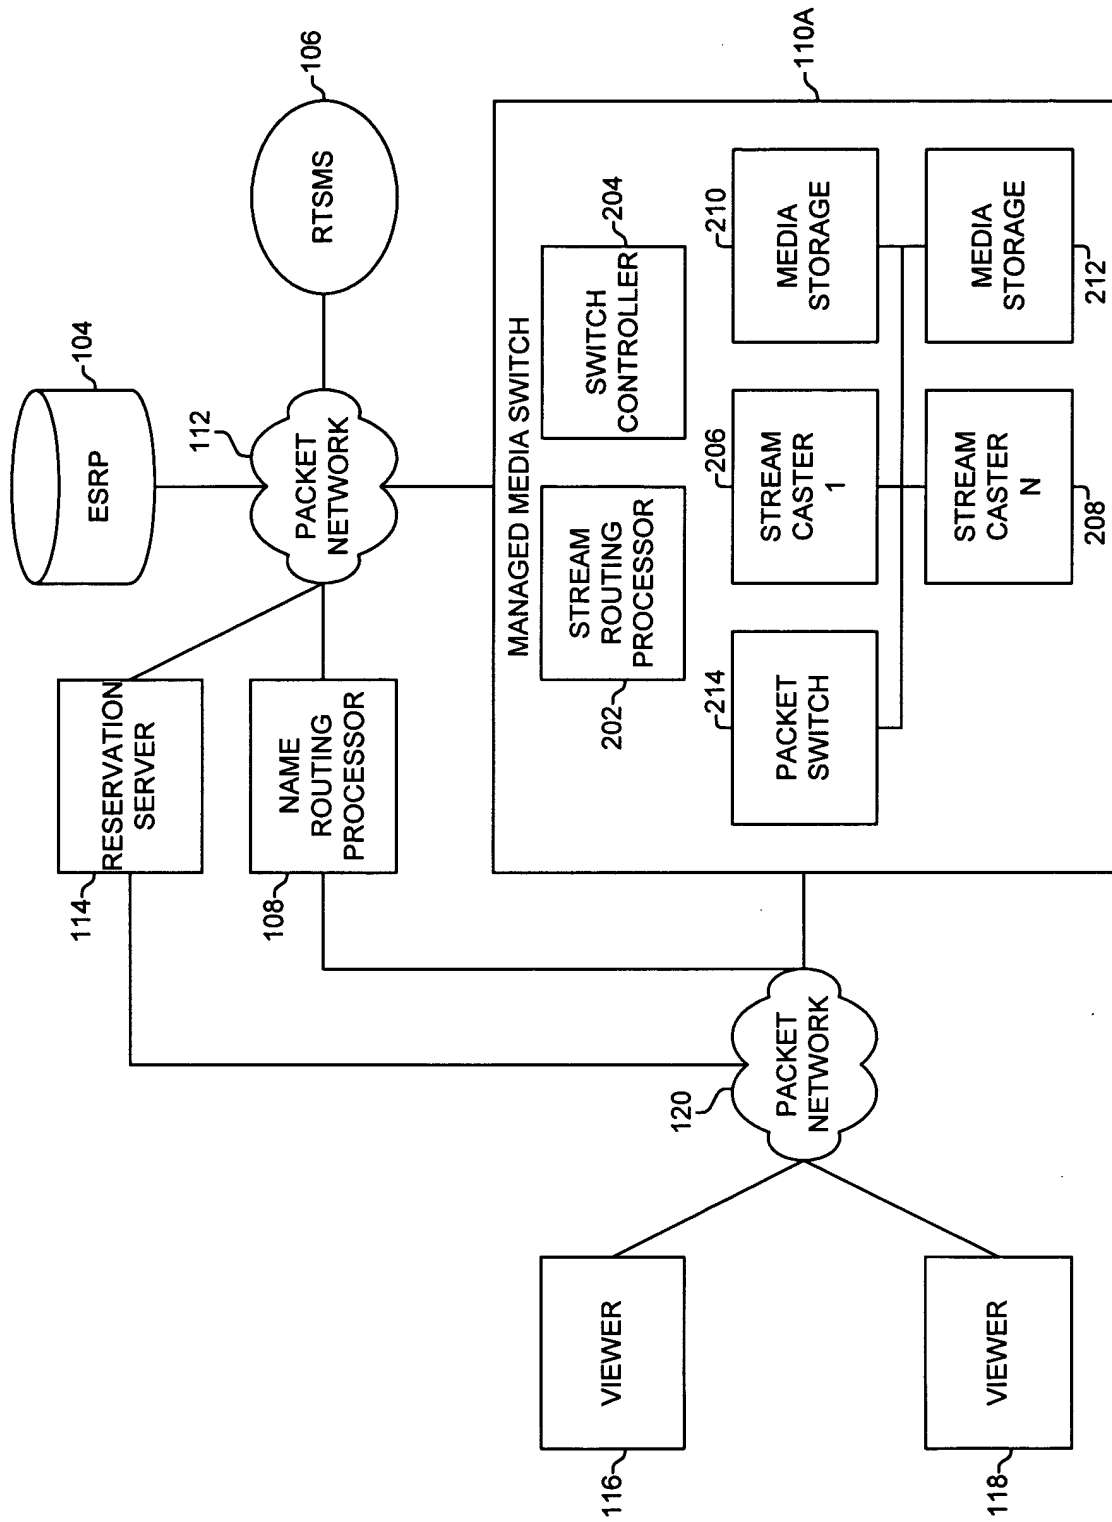 ESRP
104
112
PACKET
NETWORK
RTSMS
106
114
RESERVATION
SERVER
108
NAME
ROUTING
PROCESSOR
MANAGED MEDIA SWITCH
110A
STREAM
ROUTING
PROCESSOR
202
SWITCH
CONTROLLER
204
214
PACKET
SWITCH
206
STREAM
CASTER
1
210
MEDIA
STORAGE
STREAM
CASTER
N
208
MEDIA
STORAGE
212
120
PACKET
NETWORK
116
VIEWER
118
VIEWER